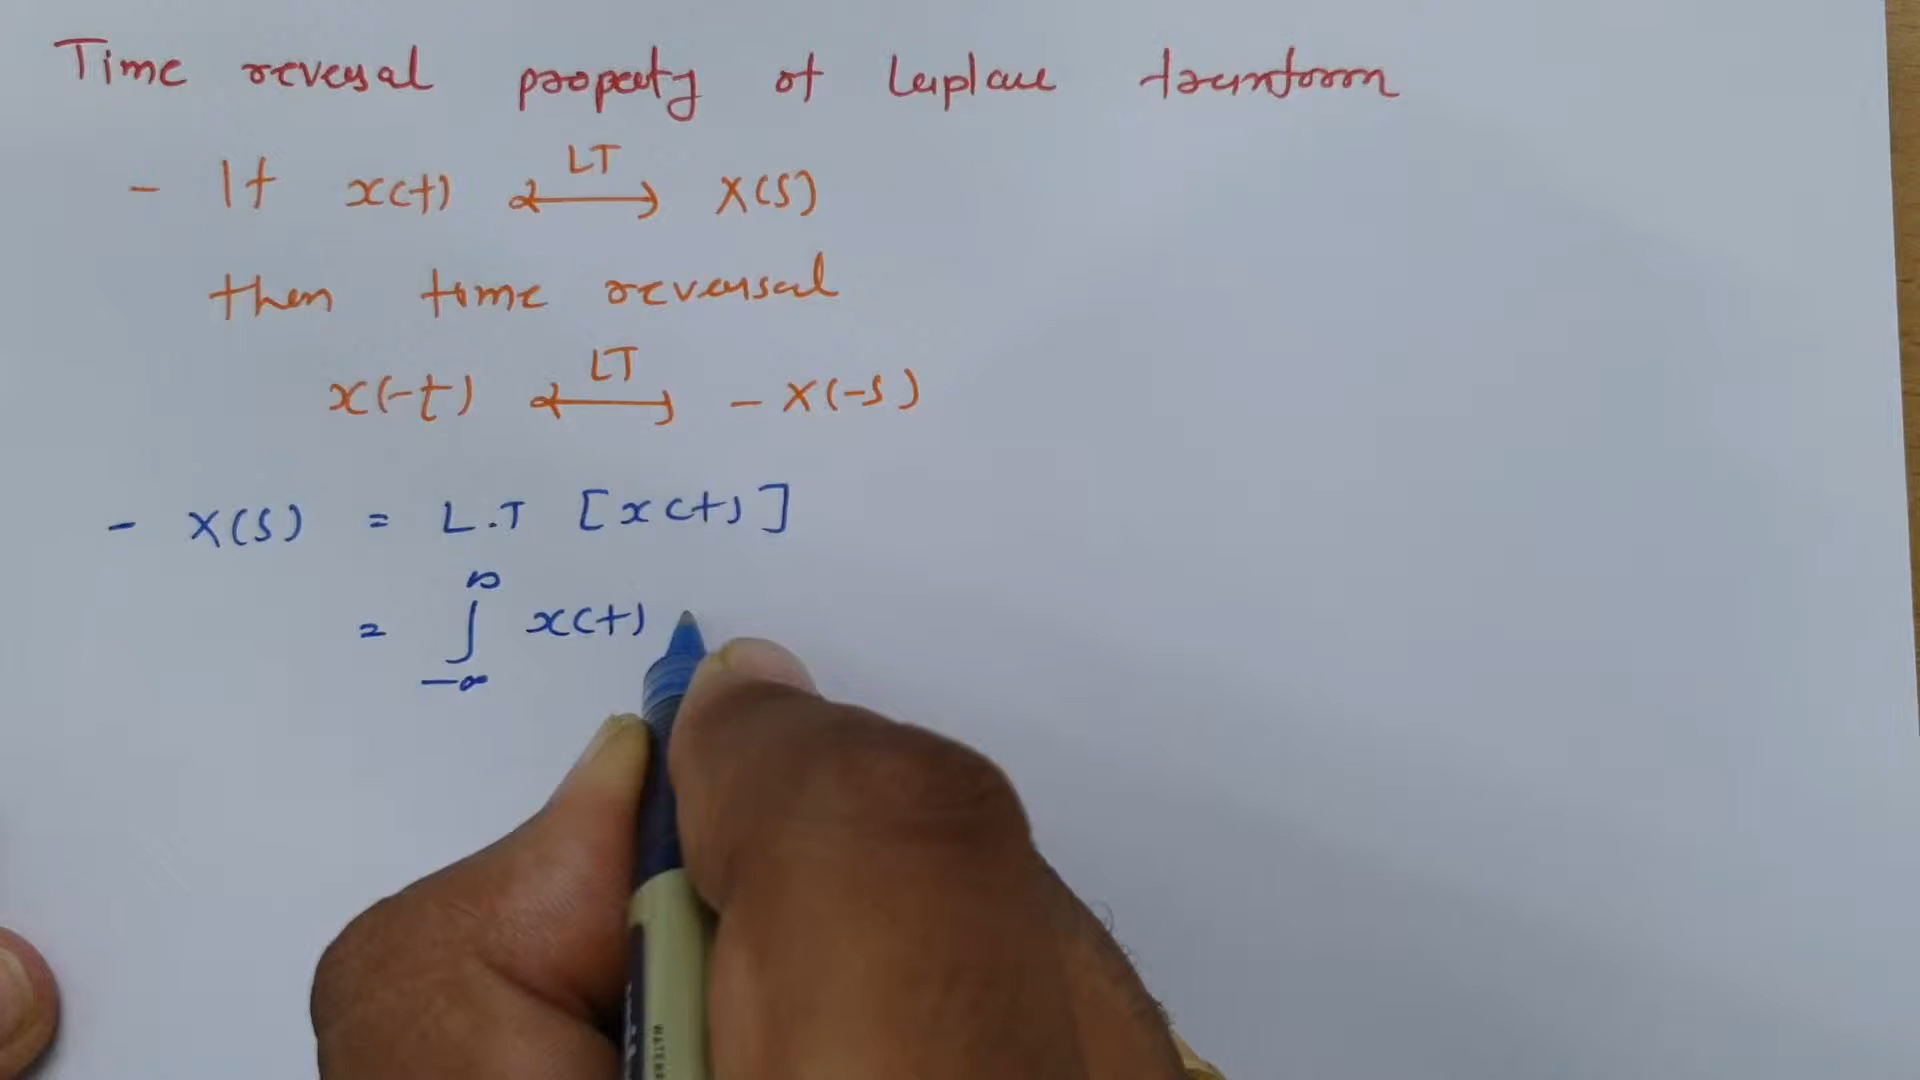 Time reversal property of Laplace transform
- If x(t) LT ⟷ X(s)
then time reversal
x(-t) LT ⟷ - X(-s)
- X(s) = L.T [x(t)]
= ∫ ∞ -∞ x(t)